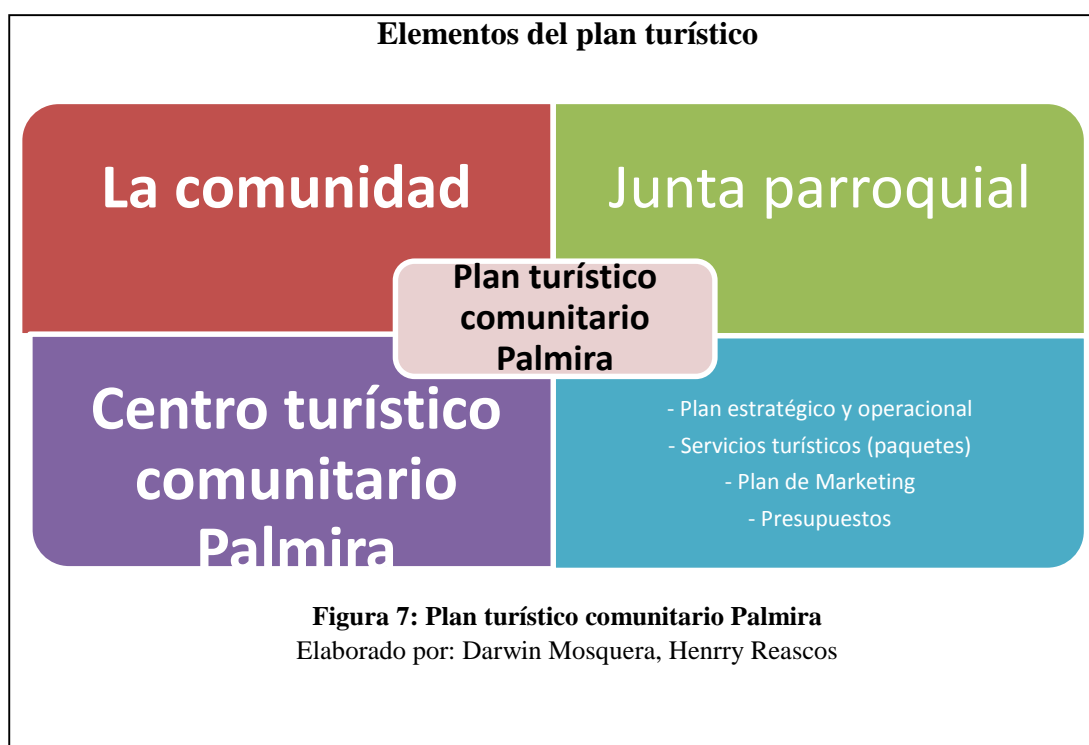 Elementos del plan turístico
La comunidad
Junta parroquial
Plan turístico
comunitario
Palmira
Centro turístico
comunitario
Palmira
- Plan estratégico y operacional
- Servicios turísticos (paquetes)
- Plan de Marketing
- Presupuestos
Figura 7: Plan turístico comunitario Palmira
Elaborado por: Darwin Mosquera, Henrry Reascos